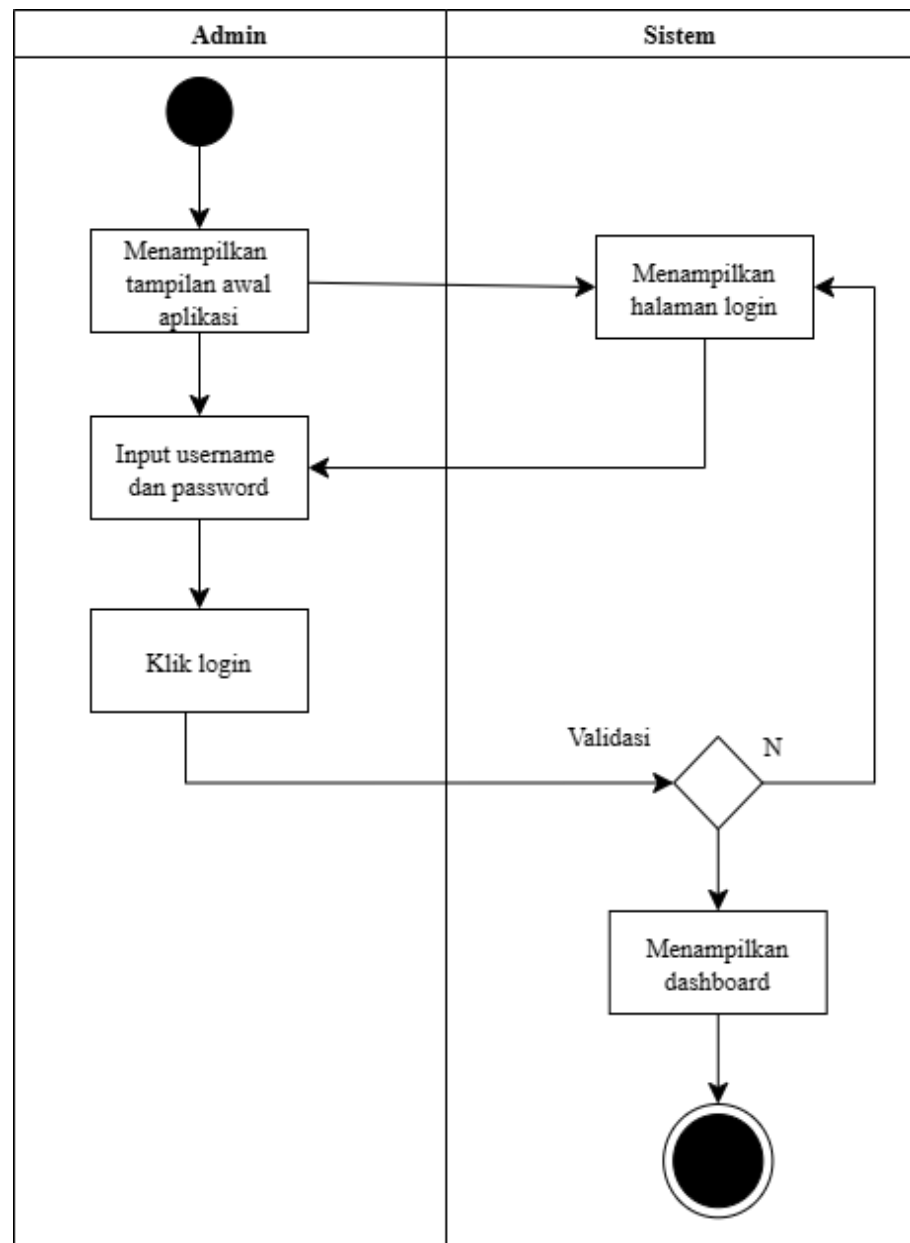 Admin
Sistem
Menampilkan
tampilan awal
aplikasi
Menampilkan
halaman login
Input username
dan password
Klik login
Validasi
N
Menampilkan
dashboard